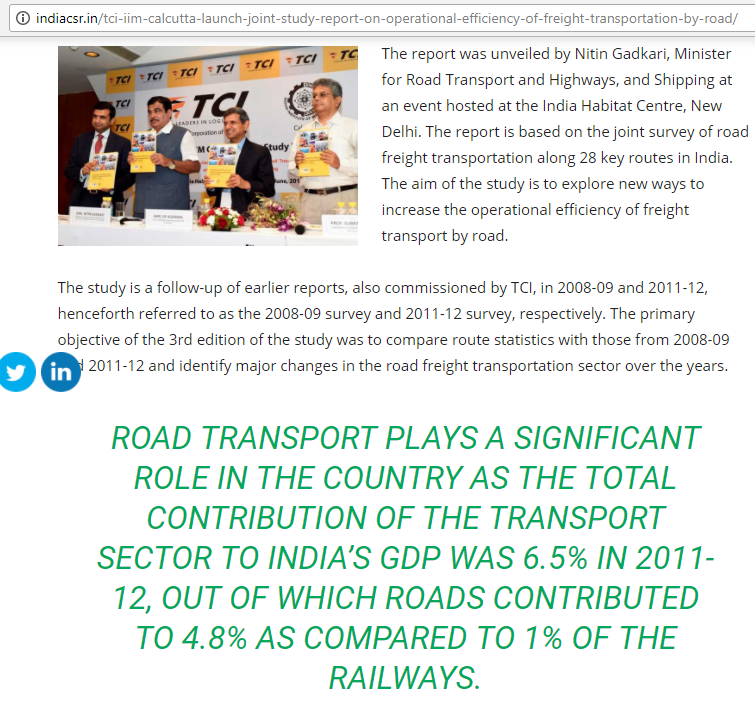 indiacsr.in/tci-iim-calcutta-launch-joint-study-report-on-operational-efficiency-of-freight-transportation-by-road/
TCI TCI TCI TCI TCI
TCI
LEADERS IN LOGISTICS
The report was unveiled by Nitin Gadkari, Minister
for Road Transport and Highways, and Shipping at
an event hosted at the India Habitat Centre, New
Delhi. The report is based on the joint survey of road
freight transportation along 28 key routes in India.
The aim of the study is to explore new ways to
increase the operational efficiency of freight
transport by road.
The study is a follow-up of earlier reports, also commissioned by TCI, in 2008-09 and 2011-12,
henceforth referred to as the 2008-09 survey and 2011-12 survey, respectively. The primary
objective of the 3rd edition of the study was to compare route statistics with those from 2008-09
2011-12 and identify major changes in the road freight transportation sector over the years.
in
ROAD TRANSPORT PLAYS A SIGNIFICANT
ROLE IN THE COUNTRY AS THE TOTAL
CONTRIBUTION OF THE TRANSPORT
SECTOR TO INDIA'S GDP WAS 6.5% IN 2011-
12, OUT OF WHICH ROADS CONTRIBUTED
TO 4.8% AS COMPARED TO 1% OF THE
RAILWAYS.